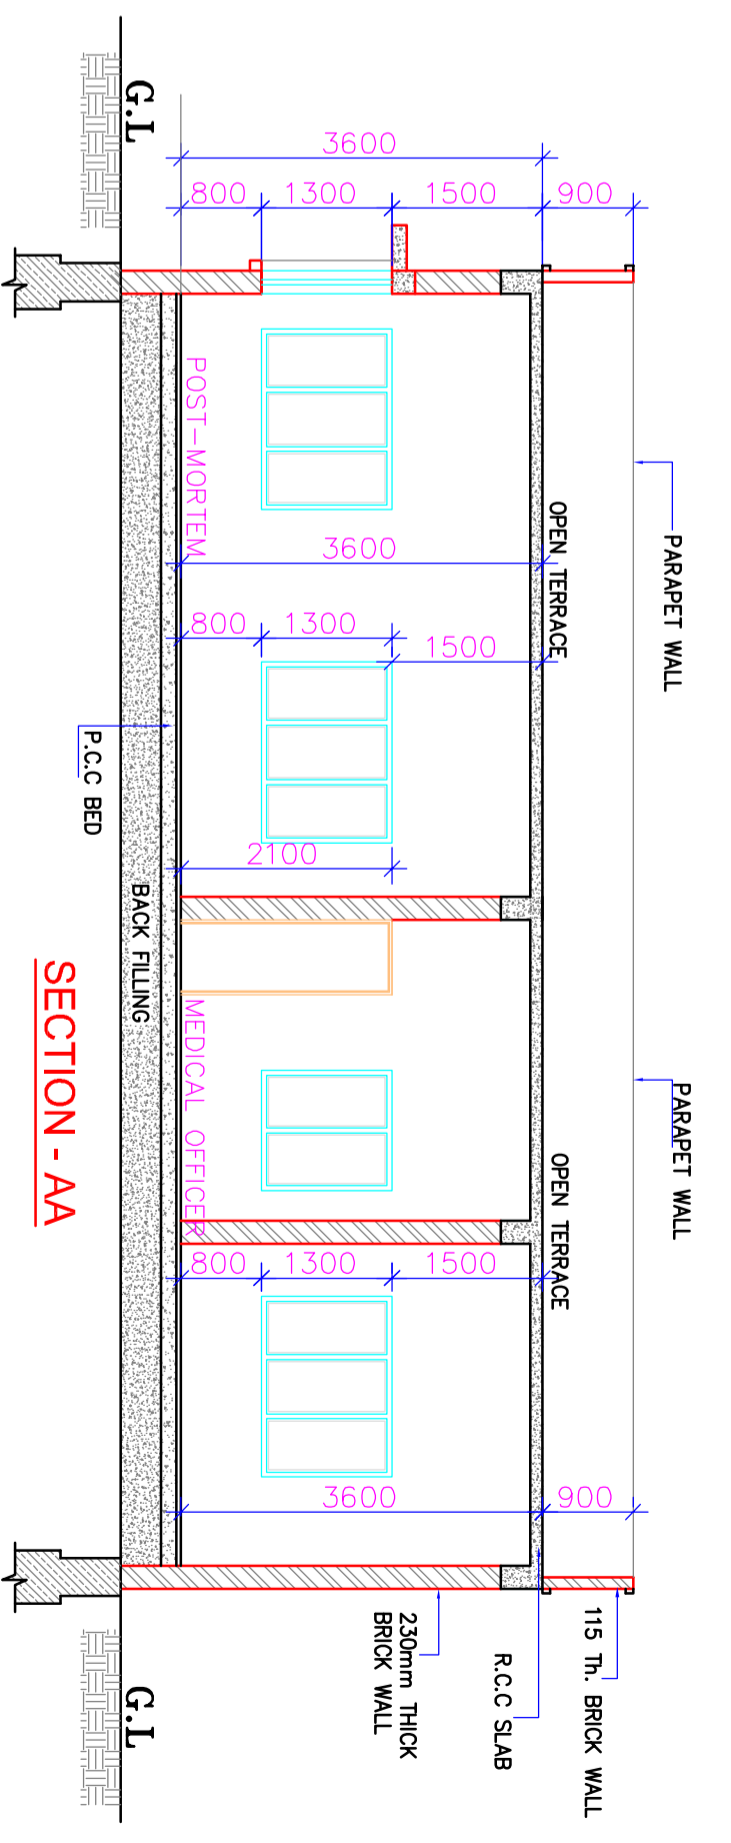 PARAPET WALL
PARAPET WALL
115 Th. BRICK WALL
900
OPEN TERRACE
OPEN TERRACE
900
R.C.C SLAB
3600
1500
1300
800
3600
1500
1300
800
2100
1500
1300
800
3600
230mm THICK
BRICK WALL
POST-MORTEM
MEDICAL OFFICER
G.L
BACK FILLING
G.L
P.C.C BED
SECTION - AA